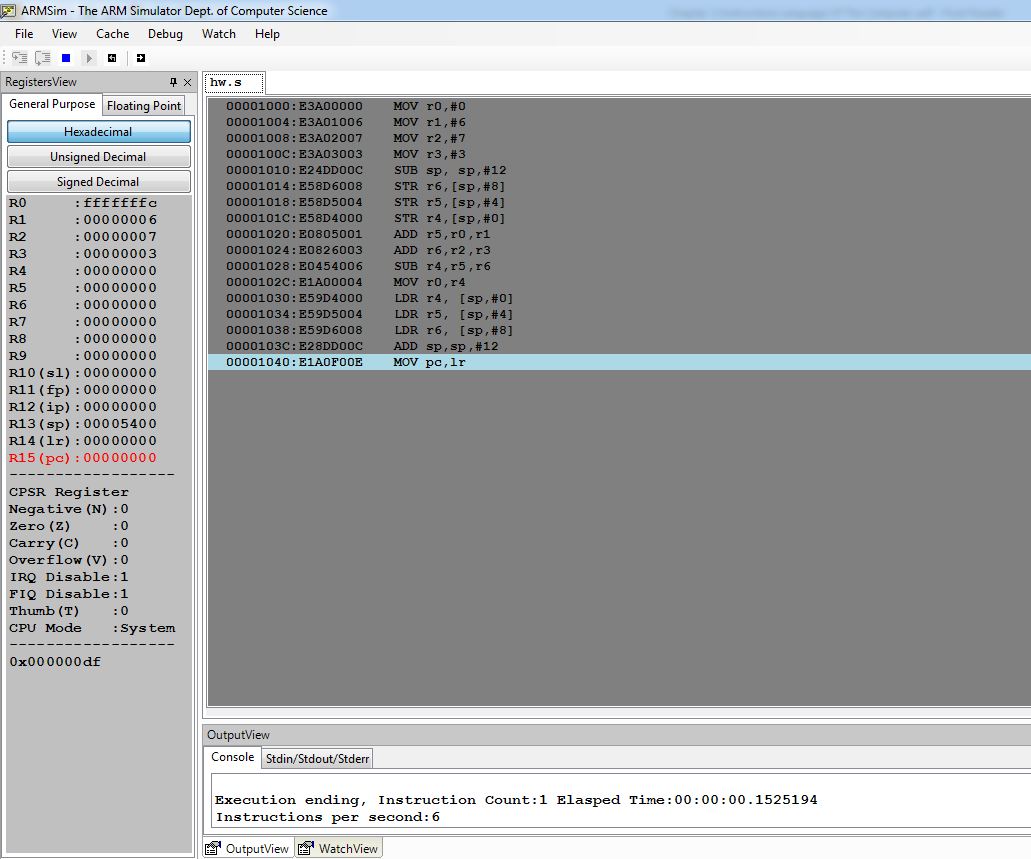 ARMSim - The ARM Simulator Dept. of Computer Science
File View Cache Debug Watch Help
RegistersView
General Purpose Floating Point
Hexadecimal
Unsigned Decimal
Signed Decimal
R0 :fffffffc
R1 :00000006
R2 :00000007
R3 :00000003
R4 :00000000
R5 :00000000
R6 :00000000
R7 :00000000
R8 :00000000
R9 :00000000
R10(sl):00000000
R11(fp):00000000
R12(ip):00000000
R13(sp):00005400
R14(lr):00000000
R15(pc):00000000
------------------
CPSR Register
Negative(N):0
Zero(Z) :0
Carry(C) :0
Overflow(V):0
IRQ Disable:1
FIQ Disable:1
Thumb(T) :0
CPU Mode :System
------------------
0x000000df
hw.s
00001000:E3A00000 MOV r0,#0
00001004:E3A01006 MOV r1,#6
00001008:E3A02007 MOV r2,#7
0000100C:E3A03003 MOV r3,#3
00001010:E24DD00C SUB sp, sp,#12
00001014:E58D6008 STR r6,[sp,#8]
00001018:E58D5004 STR r5,[sp,#4]
0000101C:E58D4000 STR r4,[sp,#0]
00001020:E0805001 ADD r5,r0,r1
00001024:E0826003 ADD r6,r2,r3
00001028:E0454006 SUB r4,r5,r6
0000102C:E1A00004 MOV r0,r4
00001030:E59D4000 LDR r4, [sp,#0]
00001034:E59D5004 LDR r5, [sp,#4]
00001038:E59D6008 LDR r6, [sp,#8]
0000103C:E28DD00C ADD sp,sp,#12
00001040:E1A0F00E MOV pc,lr
OutputView
Console Stdin/Stdout/Stderr
Execution ending, Instruction Count:1 Elasped Time:00:00:00.1525194
Instructions per second:6
OutputView WatchView